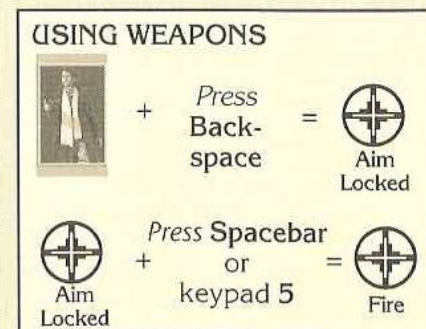 USING WEAPONS
+ Press Back-space =
Aim Locked
Aim Locked
+ Press Spacebar or keypad 5 =
Fire